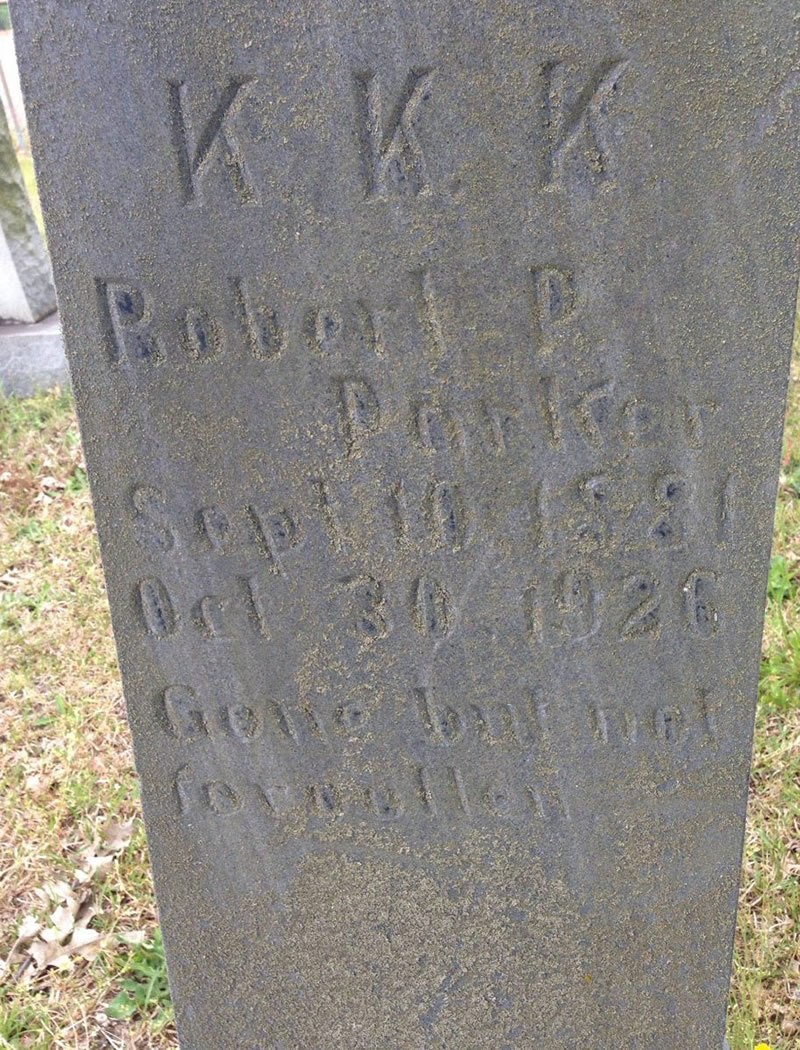 K. K. K.
Robert P.
Parker
Sept 10, 1881
Oct 30, 1926
Gone but not
forgotten